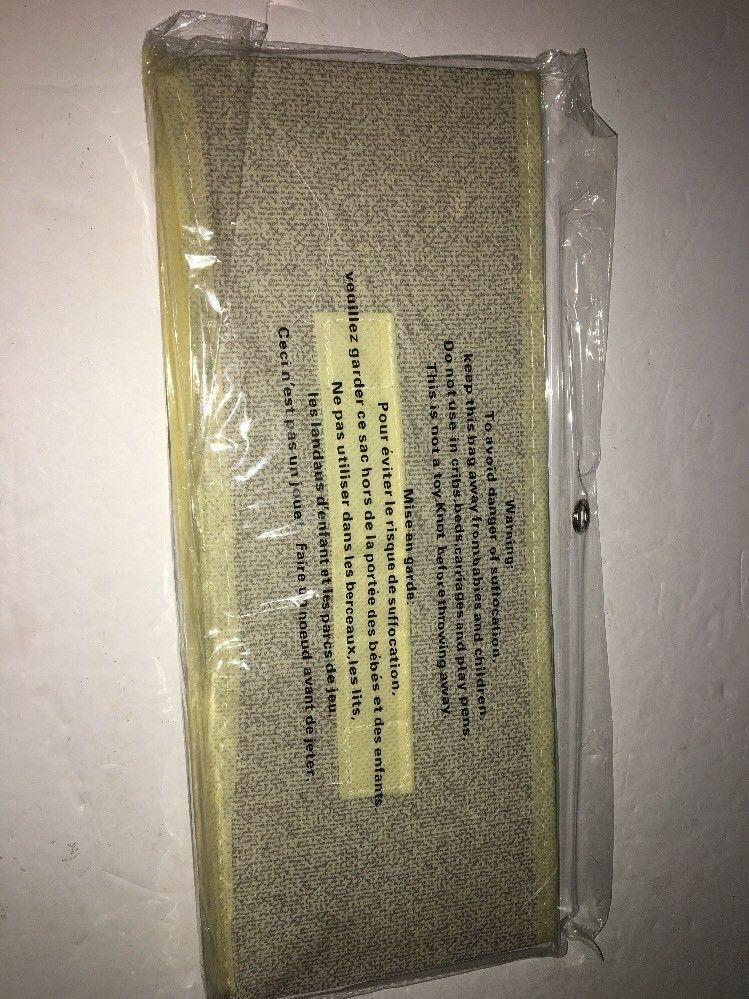 Warning:
To avoid danger of suffocation,
keep this bag away frombabies and children.
Do not use in cribs beds,carriages and play pens.
This is not a toy.Knot before throwing away.
Mise en garde:
Pour éviter le risque de suffocation,
veuillez garder ce sac hors de la portée des bébés et des enfants.
Ne pas utiliser dans les berceaux,les lits,
les landaus d'enfant et les parcs de jeu.
Ceci n'est pas un jouet. Faire un noeud avant de jeter.